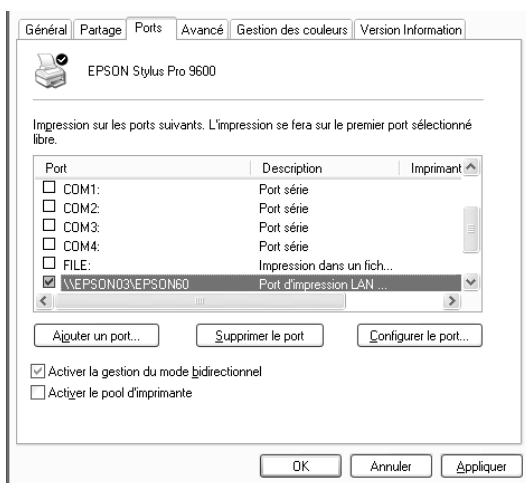 Général Partage Ports Avancé Gestion des couleurs Version Information
EPSON Stylus Pro 9600
Impression sur les ports suivants. L'impression se fera sur le premier port sélectionné
libre.
Port Description Imprimant
COM1: Port série
COM2: Port série
COM3: Port série
COM4: Port série
FILE: Impression dans un fich...
\\EPSON03\EPSON60 Port d'impression LAN ...
Ajouter un port... Supprimer le port Configurer le port...
Activer la gestion du mode bidirectionnel
Activer le pool d'imprimante
OK Annuler Appliquer